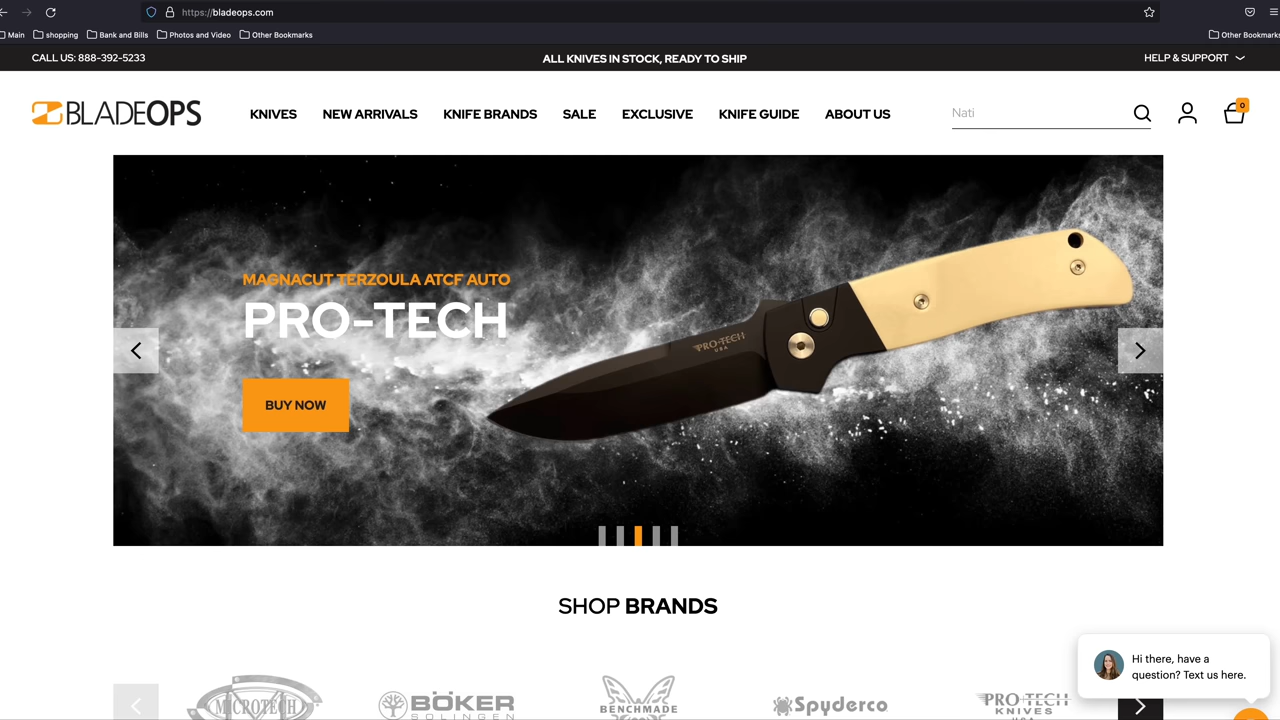 https://bladeops.com
Main
shopping
Bank and Bills
Photos and Video
Other Bookmarks
Other Bookmarks
CALL US: 888-392-5233
ALL KNIVES IN STOCK, READY TO SHIP
HELP & SUPPORT
BLADEOPS
KNIVES
NEW ARRIVALS
KNIFE BRANDS
SALE
EXCLUSIVE
KNIFE GUIDE
ABOUT US
Nati
0
MAGNACUT TERZOULA ATCF AUTO
PRO-TECH
BUY NOW
PRO-TECH
USA
SHOP BRANDS
MICROTECH
BÖKER
SOLINGEN
BENCHMADE
Spyderco
PRO-TECH
KNIVES
USA
Hi there, have a
question? Text us here.